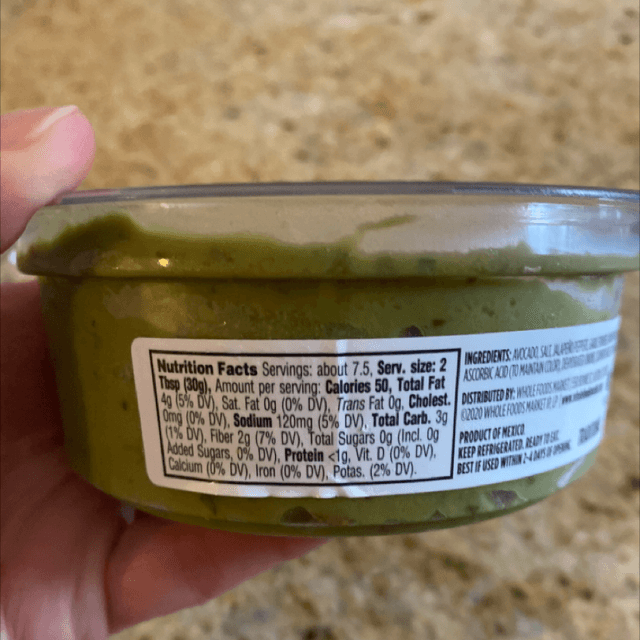 Nutrition Facts Servings: about 7.5, Serv. size: 2
Tbsp (30g), Amount per serving: Calories 50, Total Fat
4g (5% DV), Sat. Fat 0g (0% DV), Trans Fat 0g, Cholest.
0mg (0% DV), Sodium 120mg (5% DV), Total Carb. 3g
(1% DV), Fiber 2g (7% DV), Total Sugars 0g (Incl. 0g
Added Sugars, 0% DV), Protein <1g, Vit. D (0% DV),
Calcium (0% DV), Iron (0% DV), Potas. (2% DV).
INGREDIENTS: AVOCADO, SALT, JALAPEÑO PEPPER,
ASCORBIC ACID (TO MAINTAIN COLOR), DEHYDRATED
DISTRIBUTED BY: WHOLE FOODS MARKET
©2020 WHOLE FOODS MARKET IP, LP
PRODUCT OF MEXICO.
KEEP REFRIGERATED. READY TO EAT.
BEST IF USED WITHIN 2-4 DAYS OF OPENING.